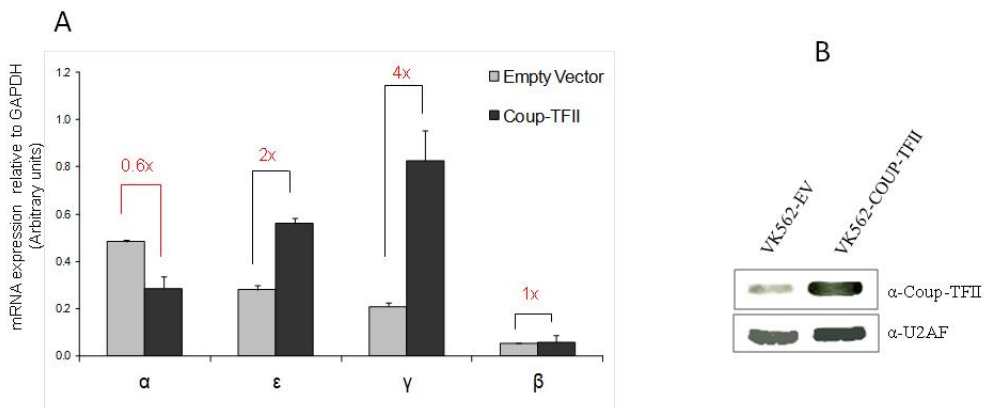 A
mRNA expression relative to GAPDH
(Arbitrary units)
1.2
1.0
0.8
0.6
0.4
0.2
0.0
0.6x
2x
4x
1x
Empty Vector
Coup-TFII
α
ε
γ
β
B
VK562-EV
VK562-COUP-TFII
α-Coup-TFII
α-U2AF